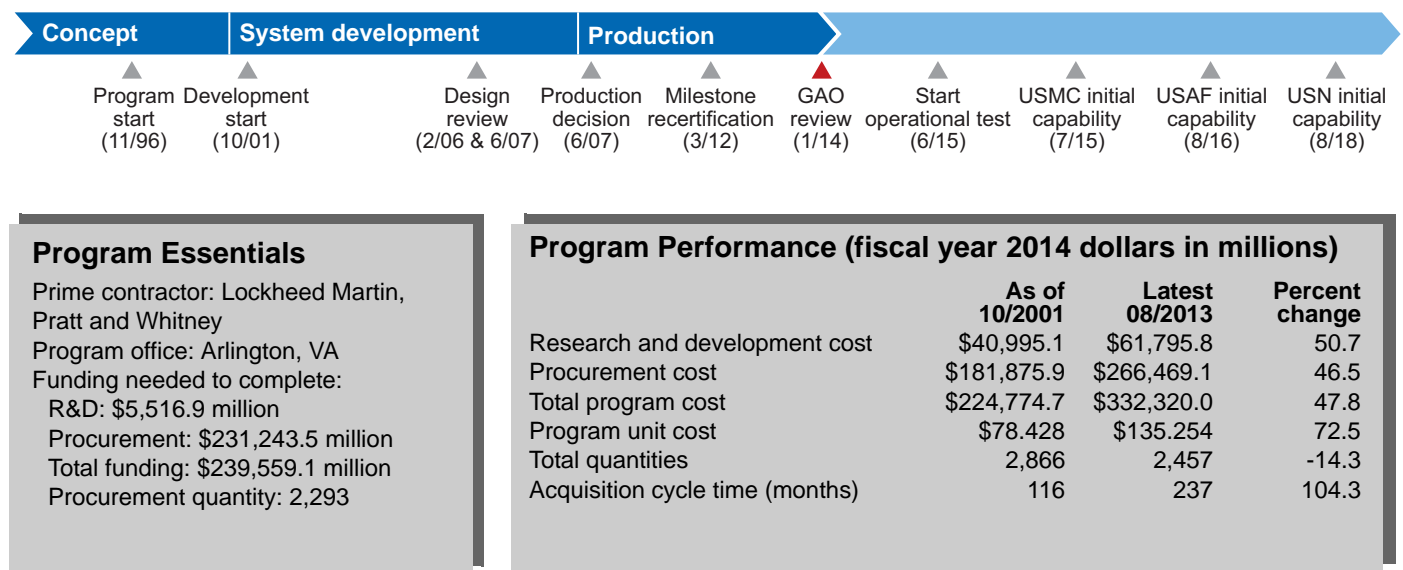 Concept System development Production
Program start (11/96)
Development start (10/01)
Design review (2/06 & 6/07)
Production decision (6/07)
Milestone recertification (3/12)
GAO review (1/14)
Start operational test (6/15)
USMC initial capability (7/15)
USAF initial capability (8/16)
USN initial capability (8/18)
Program Essentials
Prime contractor: Lockheed Martin,
Pratt and Whitney
Program office: Arlington, VA
Funding needed to complete:
R&D: $5,516.9 million
Procurement: $231,243.5 million
Total funding: $239,559.1 million
Procurement quantity: 2,293
Program Performance (fiscal year 2014 dollars in millions)
As of Latest Percent
10/2001 08/2013 change
Research and development cost $40,995.1 $61,795.8 50.7
Procurement cost $181,875.9 $266,469.1 46.5
Total program cost $224,774.7 $332,320.0 47.8
Program unit cost $78.428 $135.254 72.5
Total quantities 2,866 2,457 -14.3
Acquisition cycle time (months) 116 237 104.3